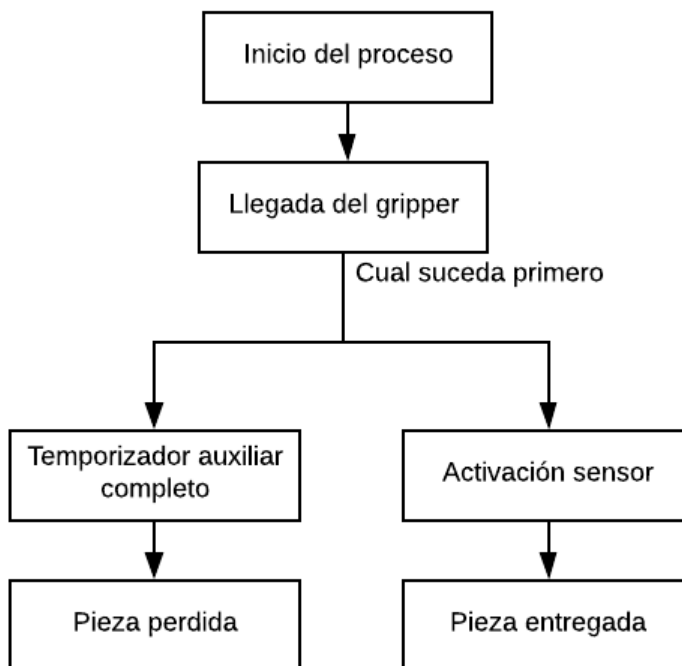 Inicio del proceso
Llegada del gripper
Cual suceda primero
Temporizador auxiliar
completo
Activación sensor
Pieza perdida
Pieza entregada